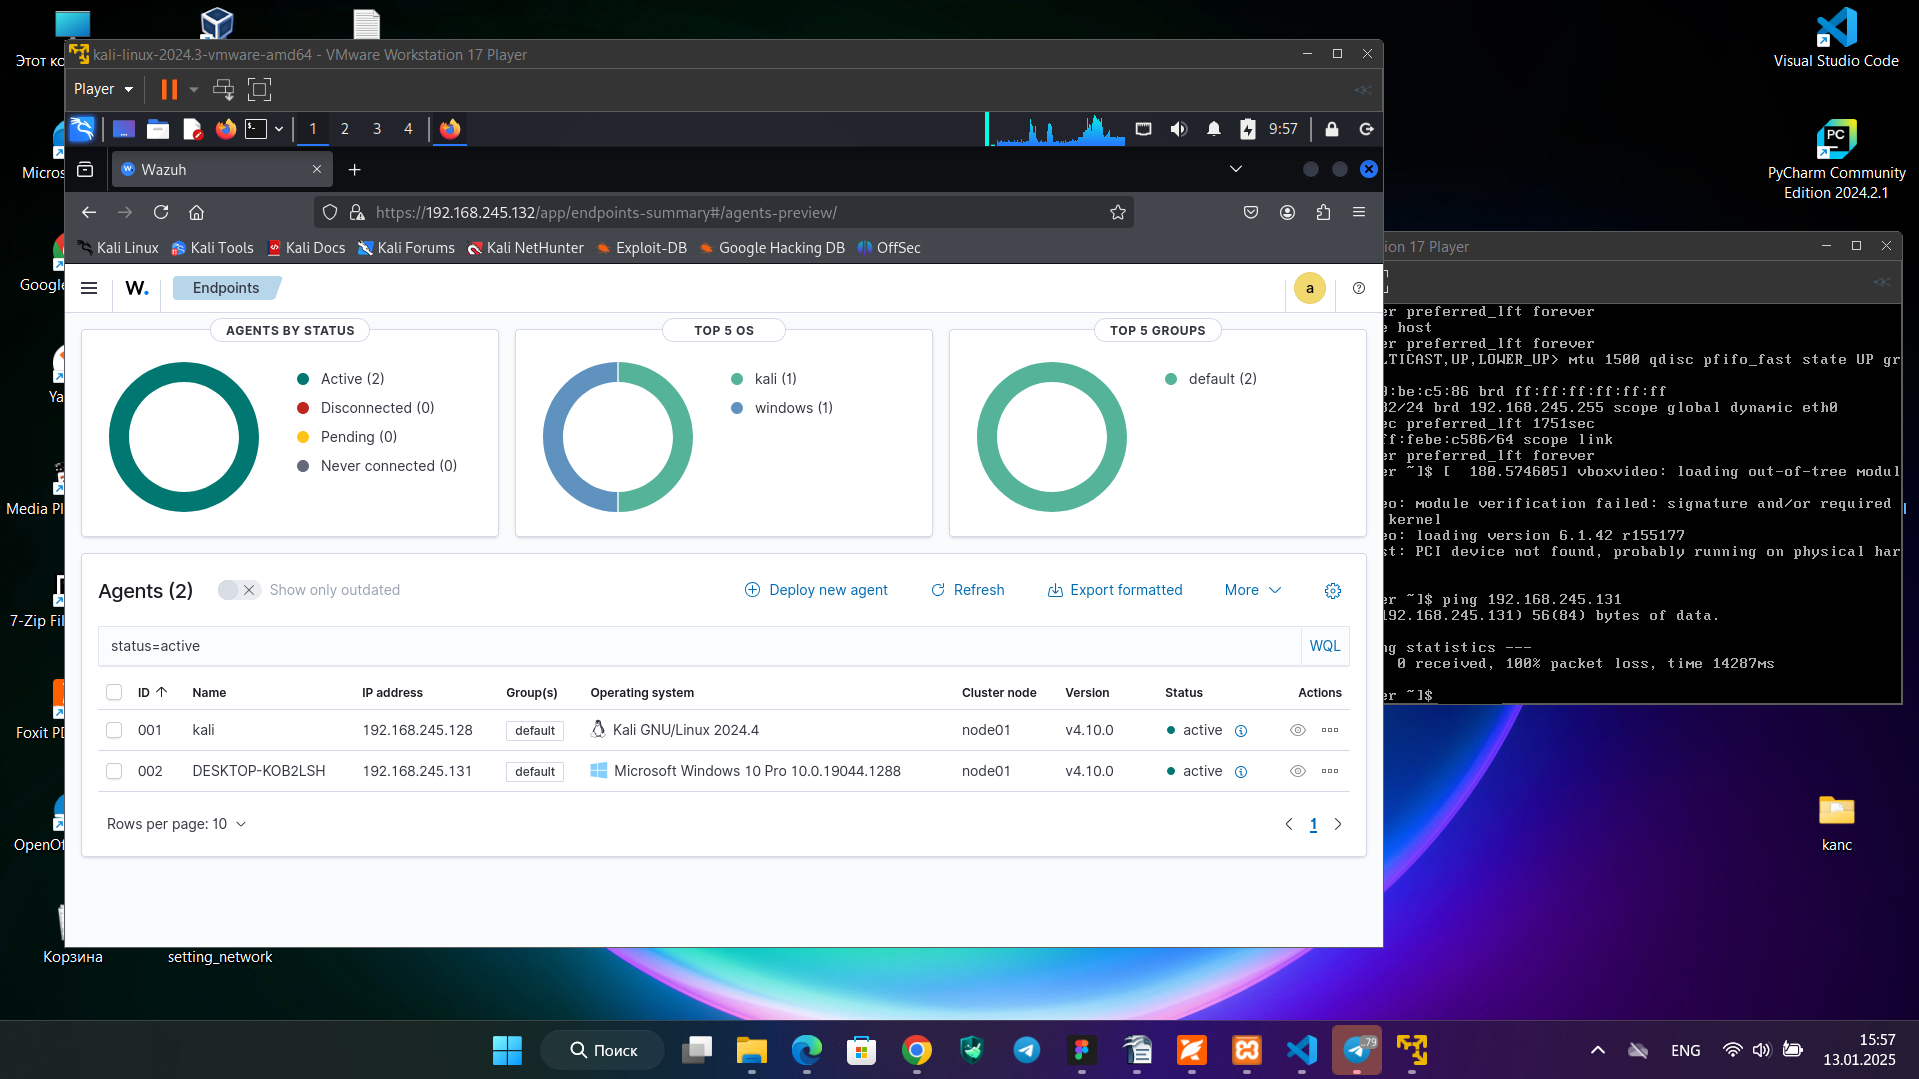 Этот ко
Micros
Google
Ya
Media Pl
7-Zip Fil
Foxit PD
OpenOf
Корзина
setting_network
Visual Studio Code
PyCharm Community
Edition 2024.2.1
kanc
kali-linux-2024.3-vmware-amd64 - VMware Workstation 17 Player
Player
1 2 3 4
9:57
Wazuh
https://192.168.245.132/app/endpoints-summary#/agents-preview/
Kali Linux Kali Tools Kali Docs Kali Forums Kali NetHunter Exploit-DB Google Hacking DB OffSec
W. Endpoints a
AGENTS BY STATUS
Active (2)
Disconnected (0)
Pending (0)
Never connected (0)
TOP 5 OS
kali (1)
windows (1)
TOP 5 GROUPS
default (2)
Agents (2) Show only outdated Deploy new agent Refresh Export formatted More
status=active WQL
ID Name IP address Group(s) Operating system Cluster node Version Status Actions
001 kali 192.168.245.128 default Kali GNU/Linux 2024.4 node01 v4.10.0 active
002 DESKTOP-KOB2LSH 192.168.245.131 default Microsoft Windows 10 Pro 10.0.19044.1288 node01 v4.10.0 active
Rows per page: 10
1
ion 17 Player
er preferred_lft forever
e host
er preferred_lft forever
LTICAST,UP,LOWER_UP> mtu 1500 qdisc pfifo_fast state UP gr
0:be:c5:86 brd ff:ff:ff:ff:ff:ff
32/24 brd 192.168.245.255 scope global dynamic eth0
ec preferred_lft 1751sec
ff:febe:c586/64 scope link
er preferred_lft forever
er ~]$ [  180.574605] vboxvideo: loading out-of-tree modul
eo: module verification failed: signature and/or required
kernel
eo: loading version 6.1.42 r155177
st: PCI device not found, probably running on physical har
er ~]$ ping 192.168.245.131
192.168.245.131) 56(84) bytes of data.
ng statistics ---
0 received, 100% packet loss, time 14287ms
er ~]$
Поиск
..79
ENG
15:57
13.01.2025